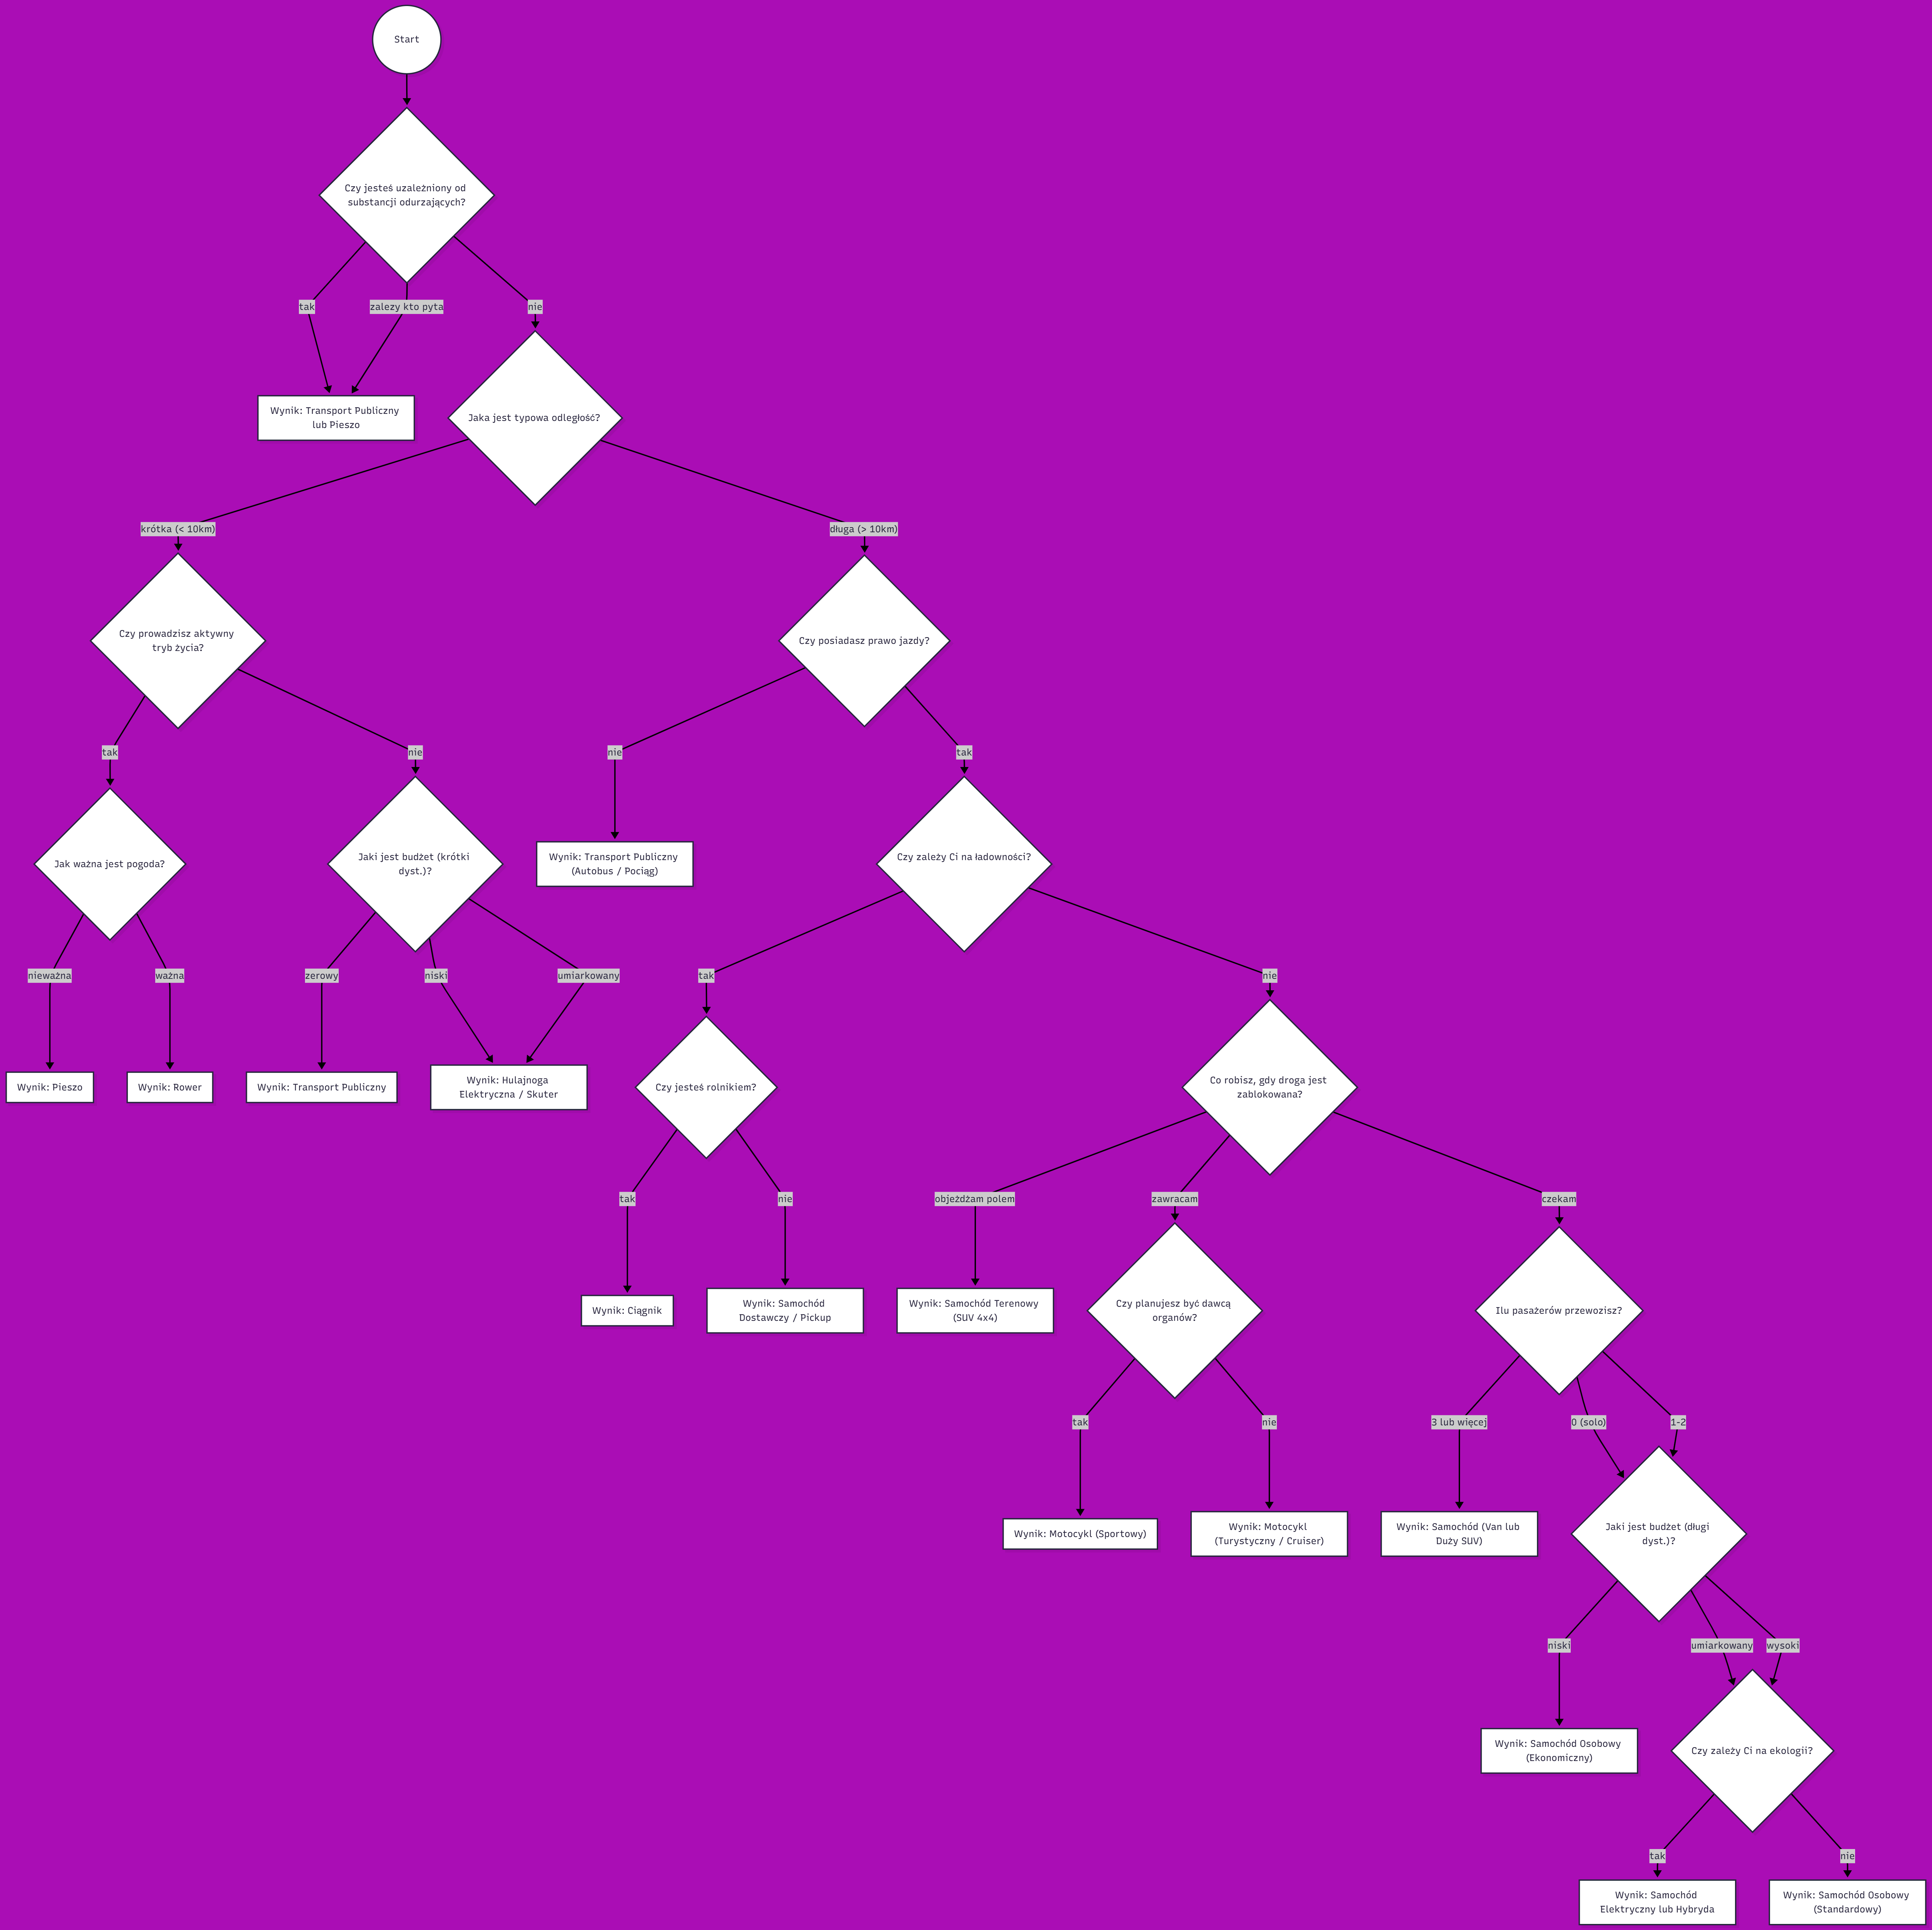 Start
Czy jesteś uzależniony od
substancji odurzających?
tak
zalezy kto pyta
nie
Wynik: Transport Publiczny
lub Pieszo
Jaka jest typowa odległość?
krótka (< 10km)
długa (> 10km)
Czy prowadzisz aktywny
tryb życia?
Czy posiadasz prawo jazdy?
tak
nie
nie
tak
Jak ważna jest pogoda?
Jaki jest budżet (krótki
dyst.)?
Wynik: Transport Publiczny
(Autobus / Pociąg)
Czy zależy Ci na ładowności?
nieważna
ważna
zerowy
niski
umiarkowany
tak
nie
Wynik: Pieszo
Wynik: Rower
Wynik: Transport Publiczny
Wynik: Hulajnoga
Elektryczna / Skuter
Czy jesteś rolnikiem?
Co robisz, gdy droga jest
zablokowana?
tak
nie
objeżdżam polem
zawracam
czekam
Wynik: Ciągnik
Wynik: Samochód
Dostawczy / Pickup
Wynik: Samochód Terenowy
(SUV 4x4)
Czy planujesz być dawcą
organów?
Ilu pasażerów przewozisz?
tak
nie
3 lub więcej
0 (solo)
1-2
Wynik: Motocykl (Sportowy)
Wynik: Motocykl
(Turystyczny / Cruiser)
Wynik: Samochód (Van lub
Duży SUV)
Jaki jest budżet (długi
dyst.)?
niski
umiarkowany
wysoki
Wynik: Samochód Osobowy
(Ekonomiczny)
Czy zależy Ci na ekologii?
tak
nie
Wynik: Samochód
Elektryczny lub Hybryda
Wynik: Samochód Osobowy
(Standardowy)